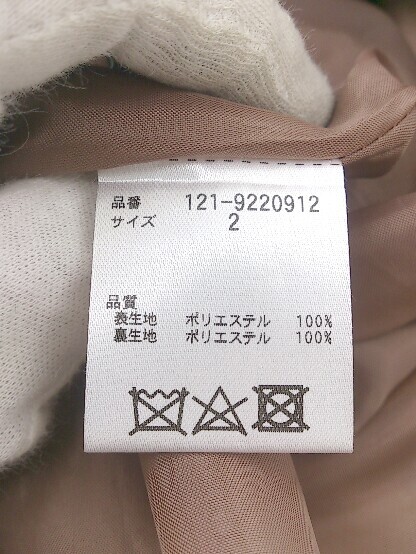 品番 121-9220912
サイズ 2
品質
表生地 ポリエステル 100%
裏生地 ポリエステル 100%